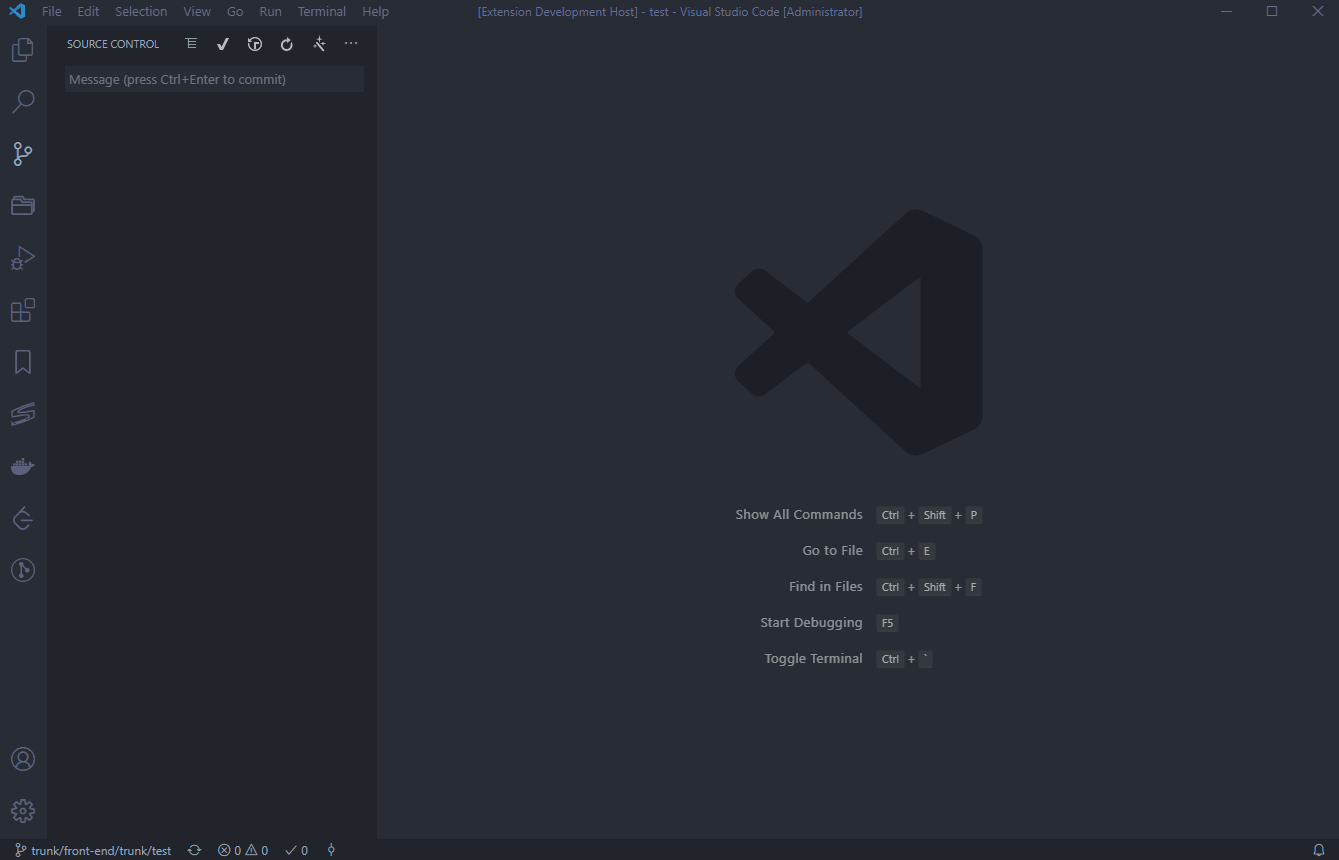 File Edit Selection View Go Run Terminal Help [Extension Development Host] - test - Visual Studio Code [Administrator]
SOURCE CONTROL
Message (press Ctrl+Enter to commit)
Show All Commands Ctrl + Shift + P
Go to File Ctrl + E
Find in Files Ctrl + Shift + F
Start Debugging F5
Toggle Terminal Ctrl + `
trunk/front-end/trunk/test 0 0 0